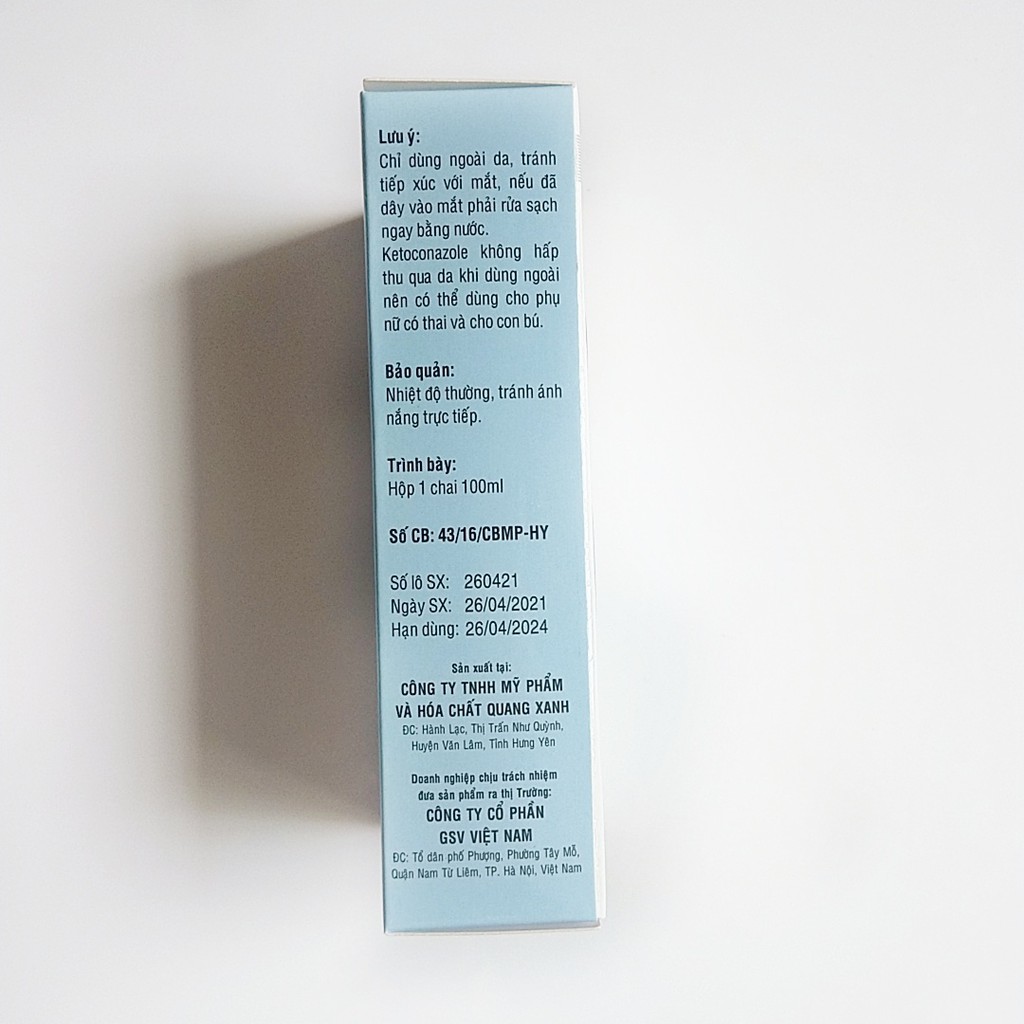 Lưu ý:
Chỉ dùng ngoài da, tránh
tiếp xúc với mắt, nếu đã
dây vào mắt phải rửa sạch
ngay bằng nước.
Ketoconazole không hấp
thu qua da khi dùng ngoài
nên có thể dùng cho phụ
nữ có thai và cho con bú.
Bảo quản:
Nhiệt độ thường, tránh ánh
nắng trực tiếp.
Trình bày:
Hộp 1 chai 100ml
Số CB: 43/16/CBMP-HY
Số lô SX: 260421
Ngày SX: 26/04/2021
Hạn dùng: 26/04/2024
Sản xuất tại:
CÔNG TY TNHH MỸ PHẨM
VÀ HÓA CHẤT QUANG XANH
ĐC: Hành Lạc, Thị Trấn Như Quỳnh,
Huyện Văn Lâm, Tỉnh Hưng Yên
Doanh nghiệp chịu trách nhiệm
đưa sản phẩm ra thị Trường:
CÔNG TY CỔ PHẦN
GSV VIỆT NAM
ĐC: Tổ dân phố Phượng, Phường Tây Mỗ,
Quận Nam Từ Liêm, TP. Hà Nội, Việt Nam